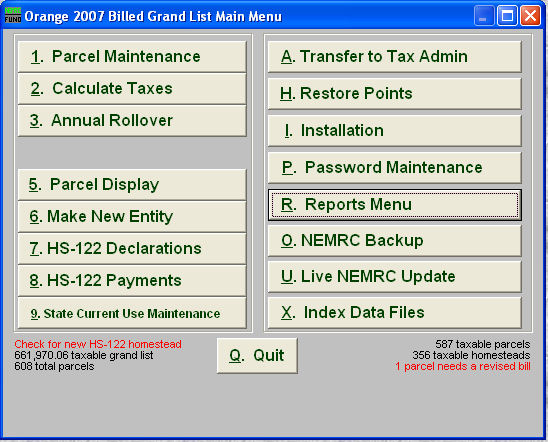 FUND
Orange 2007 Billed Grand List Main Menu
1. Parcel Maintenance
2. Calculate Taxes
3. Annual Rollover
5. Parcel Display
6. Make New Entity
7. HS-122 Declarations
8. HS-122 Payments
9. State Current Use Maintenance
A. Transfer to Tax Admin
H. Restore Points
I. Installation
P. Password Maintenance
R. Reports Menu
O. NEMRC Backup
U. Live NEMRC Update
X. Index Data Files
Check for new HS-122 homestead
661,970.06 taxable grand list
608 total parcels
Q. Quit
587 taxable parcels
356 taxable homesteads
1 parcel needs a revised bill